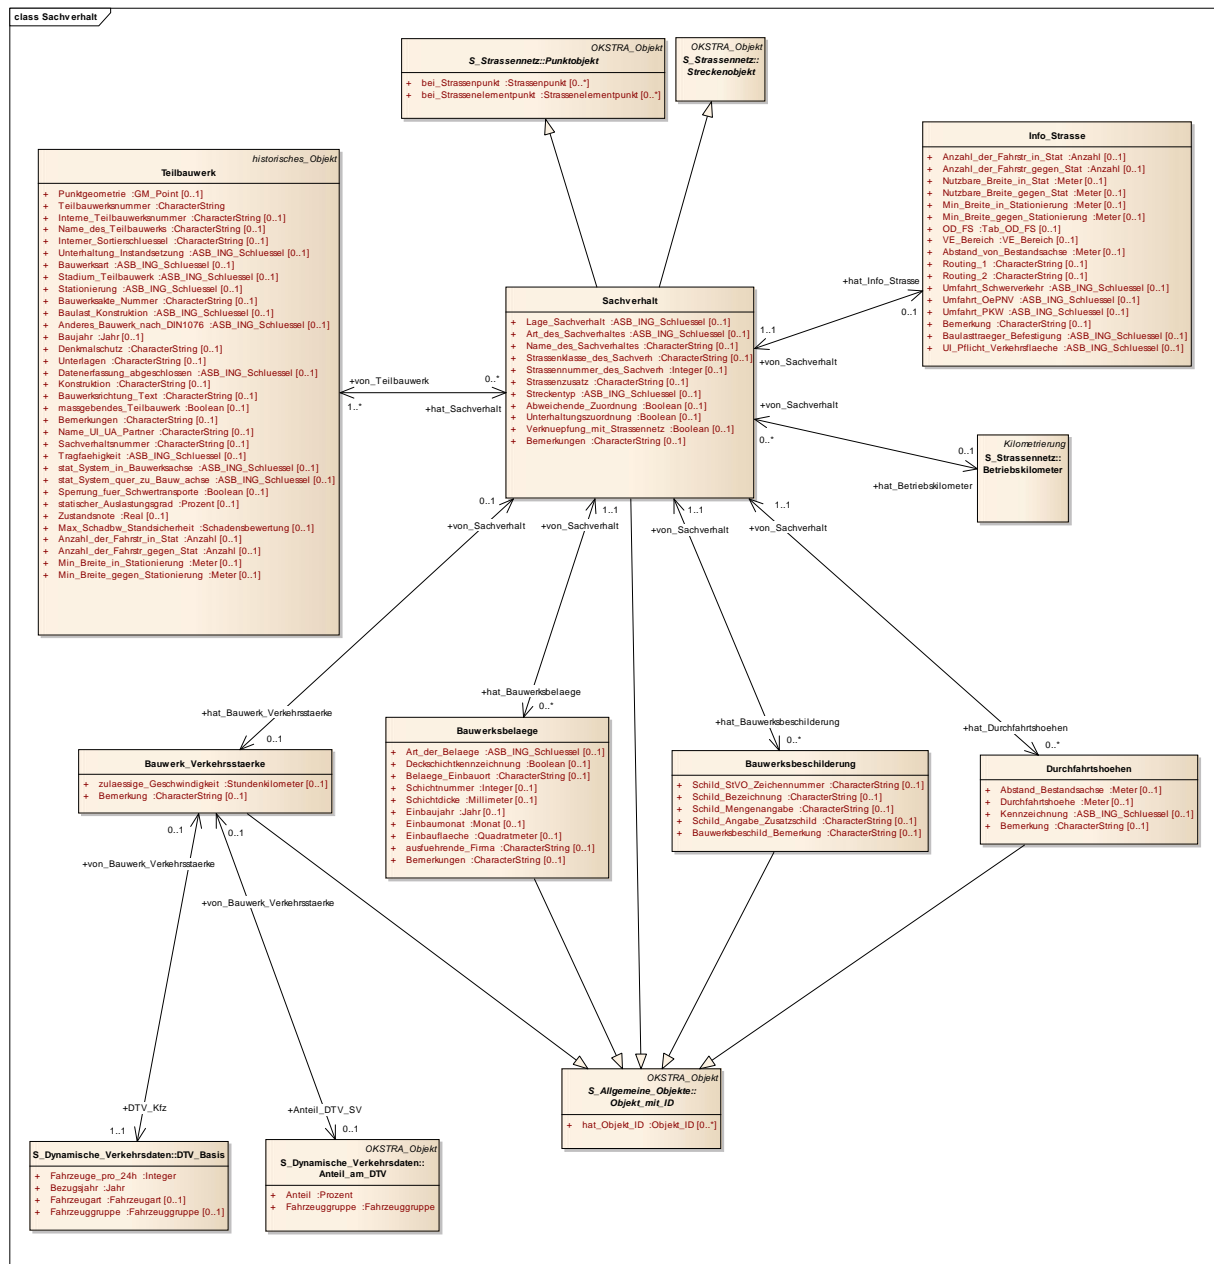 class Sachverhalt
OKSTRA_Objekt
S_Strassennetz::Punktobjekt
+ bei_Strassenpunkt :Strassenpunkt [0..*]
+ bei_Strassenelementpunkt :Strassenelementpunkt [0..*]
OKSTRA_Objekt
S_Strassennetz::
Streckenobjekt
Info_Strasse
+ Anzahl_der_Fahrstr_in_Stat :Anzahl [0..1]
+ Anzahl_der_Fahrstr_gegen_Stat :Anzahl [0..1]
+ Nutzbare_Breite_in_Stat :Meter [0..1]
+ Nutzbare_Breite_gegen_Stat :Meter [0..1]
+ Min_Breite_in_Stationierung :Meter [0..1]
+ Min_Breite_gegen_Stationierung :Meter [0..1]
+ OD_FS :Tab_OD_FS [0..1]
+ VE_Bereich :VE_Bereich [0..1]
+ Abstand_von_Bestandsachse :Meter [0..1]
+ Routing_1 :CharacterString [0..1]
+ Routing_2 :CharacterString [0..1]
+ Umfahrt_Schwerverkehr :ASB_ING_Schluessel [0..1]
+ Umfahrt_OePNV :ASB_ING_Schluessel [0..1]
+ Umfahrt_PKW :ASB_ING_Schluessel [0..1]
+ Bemerkung :CharacterString [0..1]
+ Baulasttraeger_Befestigung :ASB_ING_Schluessel [0..1]
+ UI_Pflicht_Verkehrsflaeche :ASB_ING_Schluessel [0..1]
historisches_Objekt
Teilbauwerk
+ Punktgeometrie :GM_Point [0..1]
+ Teilbauwerksnummer :CharacterString
+ Interne_Teilbauwerksnummer :CharacterString [0..1]
+ Name_des_Teilbauwerks :CharacterString [0..1]
+ Interner_Sortierschluessel :CharacterString [0..1]
+ Unterhaltung_Instandsetzung :ASB_ING_Schluessel [0..1]
+ Bauwerksart :ASB_ING_Schluessel [0..1]
+ Stadium_Teilbauwerk :ASB_ING_Schluessel [0..1]
+ Stationierung :ASB_ING_Schluessel [0..1]
+ Bauwerksakte_Nummer :CharacterString [0..1]
+ Baulast_Konstruktion :ASB_ING_Schluessel [0..1]
+ Anderes_Bauwerk_nach_DIN1076 :ASB_ING_Schluessel [0..1]
+ Baujahr :Jahr [0..1]
+ Denkmalschutz :CharacterString [0..1]
+ Unterlagen :CharacterString [0..1]
+ Datenerfassung_abgeschlossen :ASB_ING_Schluessel [0..1]
+ Konstruktion :CharacterString [0..1]
+ Bauwerksrichtung_Text :CharacterString [0..1]
+ massgebendes_Teilbauwerk :Boolean [0..1]
+ Bemerkungen :CharacterString [0..1]
+ Name_UI_UA_Partner :CharacterString [0..1]
+ Sachverhaltsnummer :CharacterString [0..1]
+ Tragfaehigkeit :ASB_ING_Schluessel [0..1]
+ stat_System_in_Bauwerksachse :ASB_ING_Schluessel [0..1]
+ stat_System_quer_zu_Bauw_achse :ASB_ING_Schluessel [0..1]
+ Sperrung_fuer_Schwertransporte :Boolean [0..1]
+ statischer_Auslastungsgrad :Prozent [0..1]
+ Zustandsnote :Real [0..1]
+ Max_Schadbw_Standsicherheit :Schadensbewertung [0..1]
+ Anzahl_der_Fahrstr_in_Stat :Anzahl [0..1]
+ Anzahl_der_Fahrstr_gegen_Stat :Anzahl [0..1]
+ Min_Breite_in_Stationierung :Meter [0..1]
+ Min_Breite_gegen_Stationierung :Meter [0..1]
Sachverhalt
+ Lage_Sachverhalt :ASB_ING_Schluessel [0..1]
+ Art_des_Sachverhaltes :ASB_ING_Schluessel [0..1]
+ Name_des_Sachverhaltes :CharacterString [0..1]
+ Strassenklasse_des_Sachverh :CharacterString [0..1]
+ Strassennummer_des_Sachverh :Integer [0..1]
+ Strassenzusatz :CharacterString [0..1]
+ Streckentyp :ASB_ING_Schluessel [0..1]
+ Abweichende_Zuordnung :Boolean [0..1]
+ Unterhaltungszuordnung :Boolean [0..1]
+ Verknuepfung_mit_Strassennetz :Boolean [0..1]
+ Bemerkungen :CharacterString [0..1]
+hat_Info_Strasse
0..1
1..1
+von_Sachverhalt
+von_Teilbauwerk
1..*
0..*
+hat_Sachverhalt
+von_Sachverhalt
0..*
0..1
+hat_Betriebskilometer
Kilometrierung
S_Strassennetz::
Betriebskilometer
0..1
+von_Sachverhalt
1..1
+von_Sachverhalt
1..1
+von_Sachverhalt
1..1
+von_Sachverhalt
+hat_Bauwerk_Verkehrsstaerke
0..1
+hat_Bauwerksbelaege
0..*
+hat_Bauwerksbeschilderung
0..*
+hat_Durchfahrtshoehen
0..*
Bauwerk_Verkehrsstaerke
+ zulaessige_Geschwindigkeit :Stundenkilometer [0..1]
+ Bemerkung :CharacterString [0..1]
Bauwerksbelaege
+ Art_der_Belaege :ASB_ING_Schluessel [0..1]
+ Deckschichtkennzeichnung :Boolean [0..1]
+ Belaege_Einbauort :CharacterString [0..1]
+ Schichtnummer :Integer [0..1]
+ Schichtdicke :Millimeter [0..1]
+ Einbaujahr :Jahr [0..1]
+ Einbaumonat :Monat [0..1]
+ Einbauflaeche :Quadratmeter [0..1]
+ ausfuehrende_Firma :CharacterString [0..1]
+ Bemerkungen :CharacterString [0..1]
Bauwerksbeschilderung
+ Schild_StVO_Zeichennummer :CharacterString [0..1]
+ Schild_Bezeichnung :CharacterString [0..1]
+ Schild_Mengenangabe :CharacterString [0..1]
+ Schild_Angabe_Zusatzschild :CharacterString [0..1]
+ Bauwerksbeschild_Bemerkung :CharacterString [0..1]
Durchfahrtshoehen
+ Abstand_Bestandsachse :Meter [0..1]
+ Durchfahrtshoehe :Meter [0..1]
+ Kennzeichnung :ASB_ING_Schluessel [0..1]
+ Bemerkung :CharacterString [0..1]
0..1
+von_Bauwerk_Verkehrsstaerke
0..1
+von_Bauwerk_Verkehrsstaerke
+DTV_Kfz
1..1
+Anteil_DTV_SV
0..1
OKSTRA_Objekt
S_Allgemeine_Objekte::
Objekt_mit_ID
+ hat_Objekt_ID :Objekt_ID [0..*]
S_Dynamische_Verkehrsdaten::DTV_Basis
+ Fahrzeuge_pro_24h :Integer
+ Bezugsjahr :Jahr
+ Fahrzeugart :Fahrzeugart [0..1]
+ Fahrzeuggruppe :Fahrzeuggruppe [0..1]
OKSTRA_Objekt
S_Dynamische_Verkehrsdaten::
Anteil_am_DTV
+ Anteil :Prozent
+ Fahrzeuggruppe :Fahrzeuggruppe